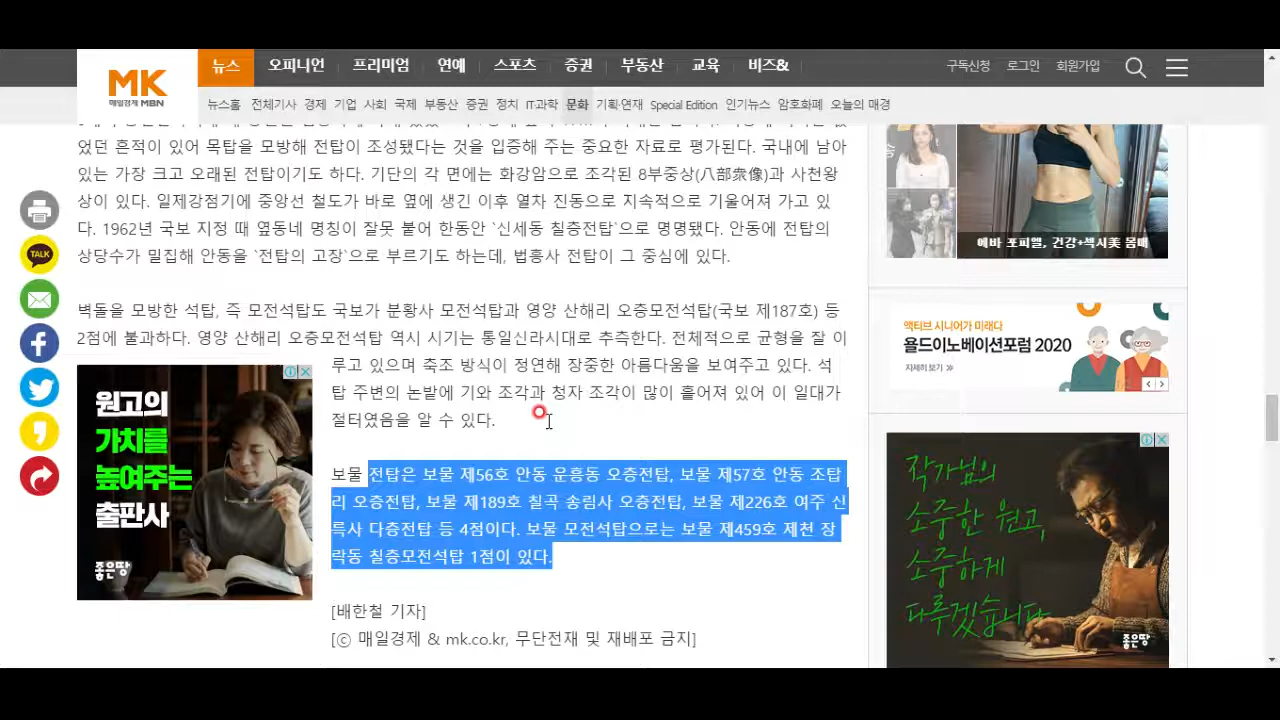 뉴스 오피니언 프리미엄 연예 스포츠 증권 부동산 교육 비즈& 구독신청 로그인 회원가입
MK
매일경제 MBN
뉴스홈 전체기사 경제 기업 사회 국제 부동산 증권 정치 IT·과학 문화 기획·연재 Special Edition 인기뉴스 암호화폐 오늘의 매경
었던 흔적이 있어 목탑을 모방해 전탑이 조성됐다는 것을 입증해 주는 중요한 자료로 평가된다. 국내에 남아
있는 가장 크고 오래된 전탑이기도 하다. 기단의 각 면에는 화강암으로 조각된 8부중상(八部衆像)과 사천왕
상이 있다. 일제강점기에 중앙선 철도가 바로 옆에 생긴 이후 열차 진동으로 지속적으로 기울어져 가고 있
다. 1962년 국보 지정 때 옆동네 명칭이 잘못 붙어 한동안 `신세동 칠층전탑`으로 명명됐다. 안동에 전탑의
상당수가 밀집해 안동을 `전탑의 고장`으로 부르기도 하는데, 법흥사 전탑이 그 중심에 있다.
벽돌을 모방한 석탑, 즉 모전석탑도 국보가 분황사 모전석탑과 영양 산해리 오층모전석탑(국보 제187호) 등
2점에 불과하다. 영양 산해리 오층모전석탑 역시 시기는 통일신라시대로 추측한다. 전체적으로 균형을 잘 이
루고 있으며 축조 방식이 정연해 장중한 아름다움을 보여주고 있다. 석
탑 주변의 논밭에 기와 조각과 청자 조각이 많이 흩어져 있어 이 일대가
절터였음을 알 수 있다.
보물 전탑은 보물 제56호 안동 운흥동 오층전탑, 보물 제57호 안동 조탑
리 오층전탑, 보물 제189호 칠곡 송림사 오층전탑, 보물 제226호 여주 신
륵사 다층전탑 등 4점이다. 보물 모전석탑으로는 보물 제459호 제천 장
락동 칠층모전석탑 1점이 있다.
[배한철 기자]
[ⓒ 매일경제 & mk.co.kr, 무단전재 및 재배포 금지]
TALK
원고의
가치를
높여주는
출판사
좋은땅
에바 포피엘, 건강+섹시美 몸매
액티브 시니어가 미래다
욜드이노베이션포럼 2020
자세히 보기
작가님의
소중한 원고,
소중하게
다루겠습니다
좋은땅